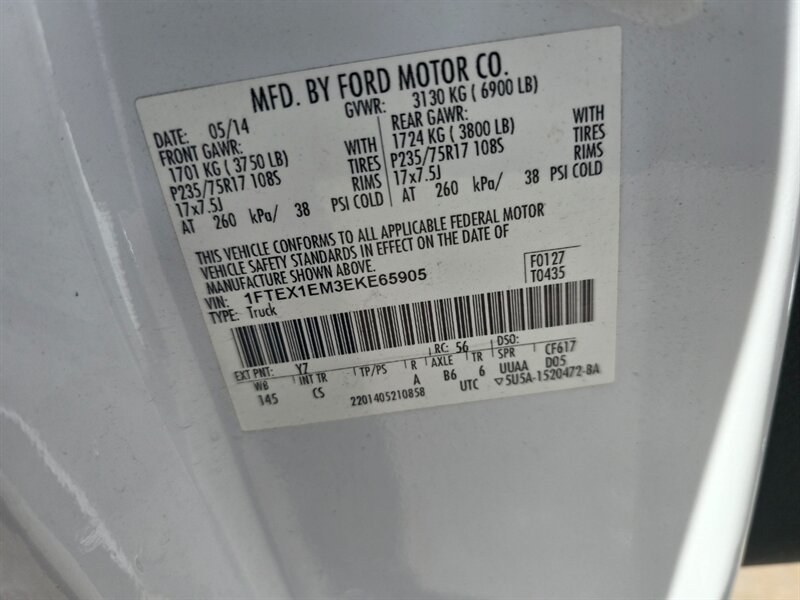 MFD. BY FORD MOTOR CO.
DATE: 05/14 GVWR: 3130 KG ( 6900 LB)
FRONT GAWR: REAR GAWR:
1701 KG ( 3750 LB) WITH 1724 KG ( 3800 LB) WITH
P235/75R17 108S TIRES P235/75R17 108S TIRES
17x7.5J RIMS 17x7.5J RIMS
AT 260 kPa/ 38 PSI COLD AT 260 kPa/ 38 PSI COLD
THIS VEHICLE CONFORMS TO ALL APPLICABLE FEDERAL MOTOR
VEHICLE SAFETY STANDARDS IN EFFECT ON THE DATE OF
MANUFACTURE SHOWN ABOVE.
VIN: 1FTEX1EM3EKE65905 F0127
TYPE: Truck T0435
EXT PNT: YZ RC: 56 DSO:
WB INT TR TP/PS R AXLE TR SPR CF617
145 CS A B6 6 UUAA D05
2201405210858 UTC ▽5U5A-1520472-BA